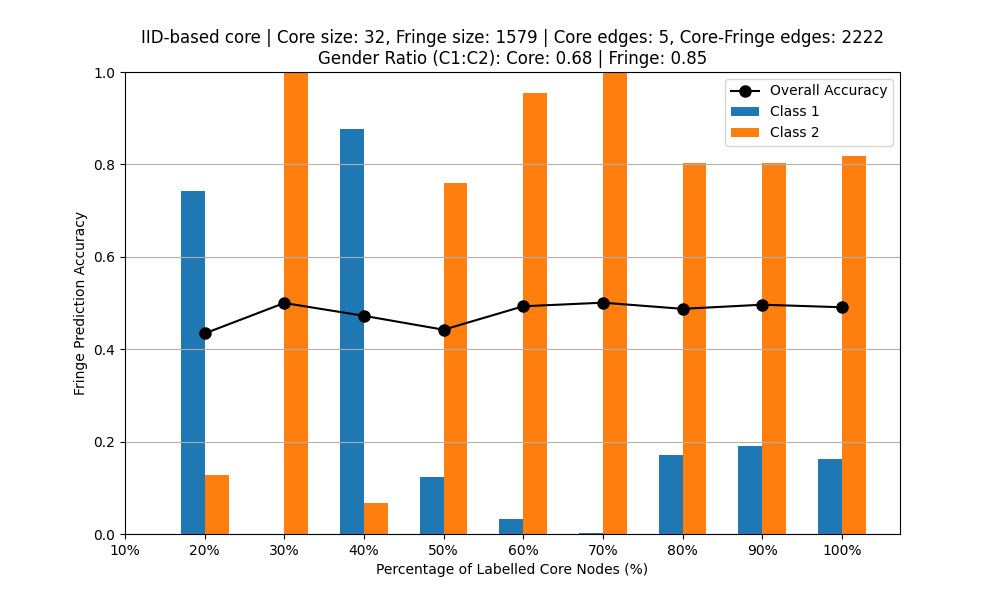 IID-based core | Core size: 32, Fringe size: 1579 | Core edges: 5, Core-Fringe edges: 2222
Gender Ratio (C1:C2): Core: 0.68 | Fringe: 0.85
Overall Accuracy
Class 1
Class 2
Fringe Prediction Accuracy
1.0
0.8
0.6
0.4
0.2
0.0
10% 20% 30% 40% 50% 60% 70% 80% 90% 100%
Percentage of Labelled Core Nodes (%)